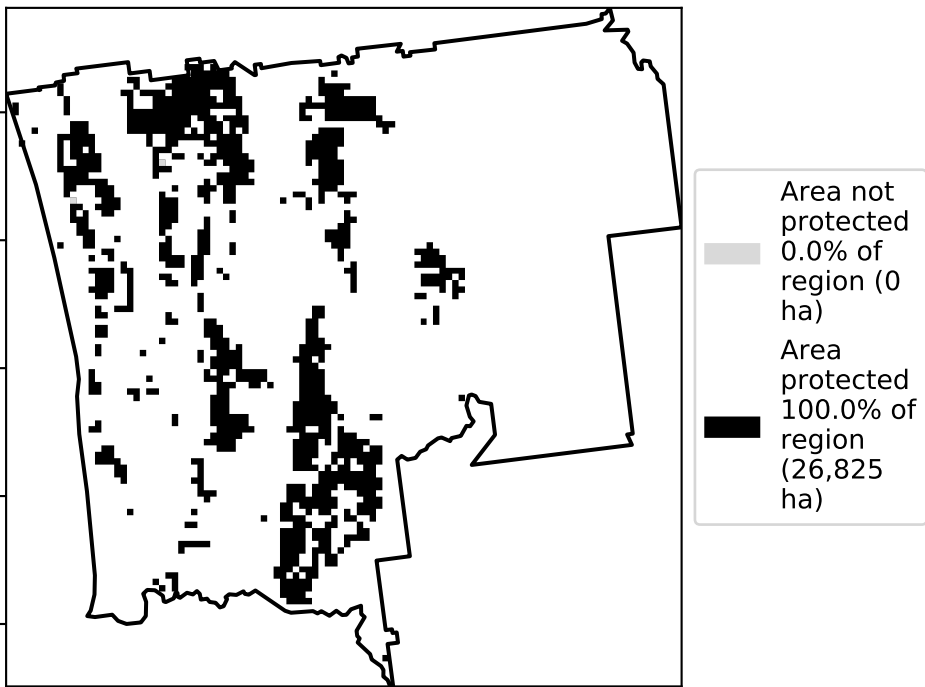 Area not
protected
0.0% of
region (0
ha)
Area
protected
100.0% of
region
(26,825
ha)